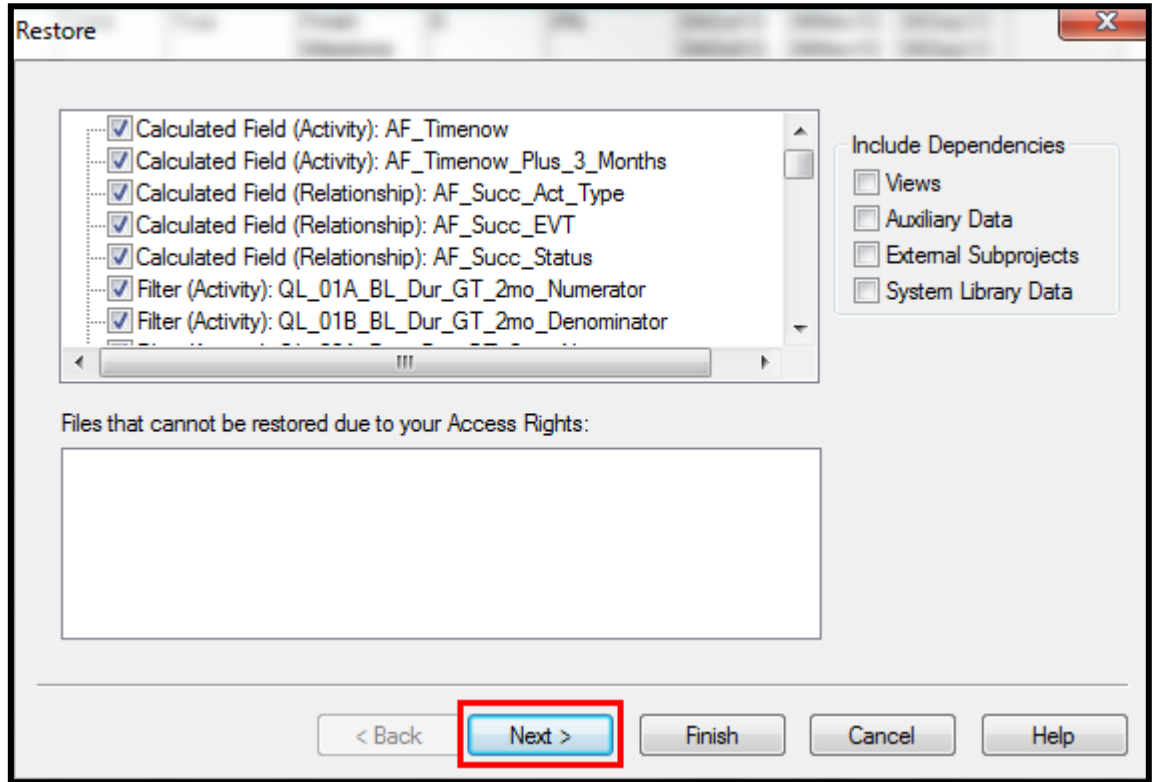 Restore
Calculated Field (Activity): AF_Timenow
Calculated Field (Activity): AF_Timenow_Plus_3_Months
Calculated Field (Relationship): AF_Succ_Act_Type
Calculated Field (Relationship): AF_Succ_EVT
Calculated Field (Relationship): AF_Succ_Status
Filter (Activity): QL_01A_BL_Dur_GT_2mo_Numerator
Filter (Activity): QL_01B_BL_Dur_GT_2mo_Denominator
Include Dependencies
Views
Auxiliary Data
External Subprojects
System Library Data
Files that cannot be restored due to your Access Rights:
< Back
Next >
Finish
Cancel
Help